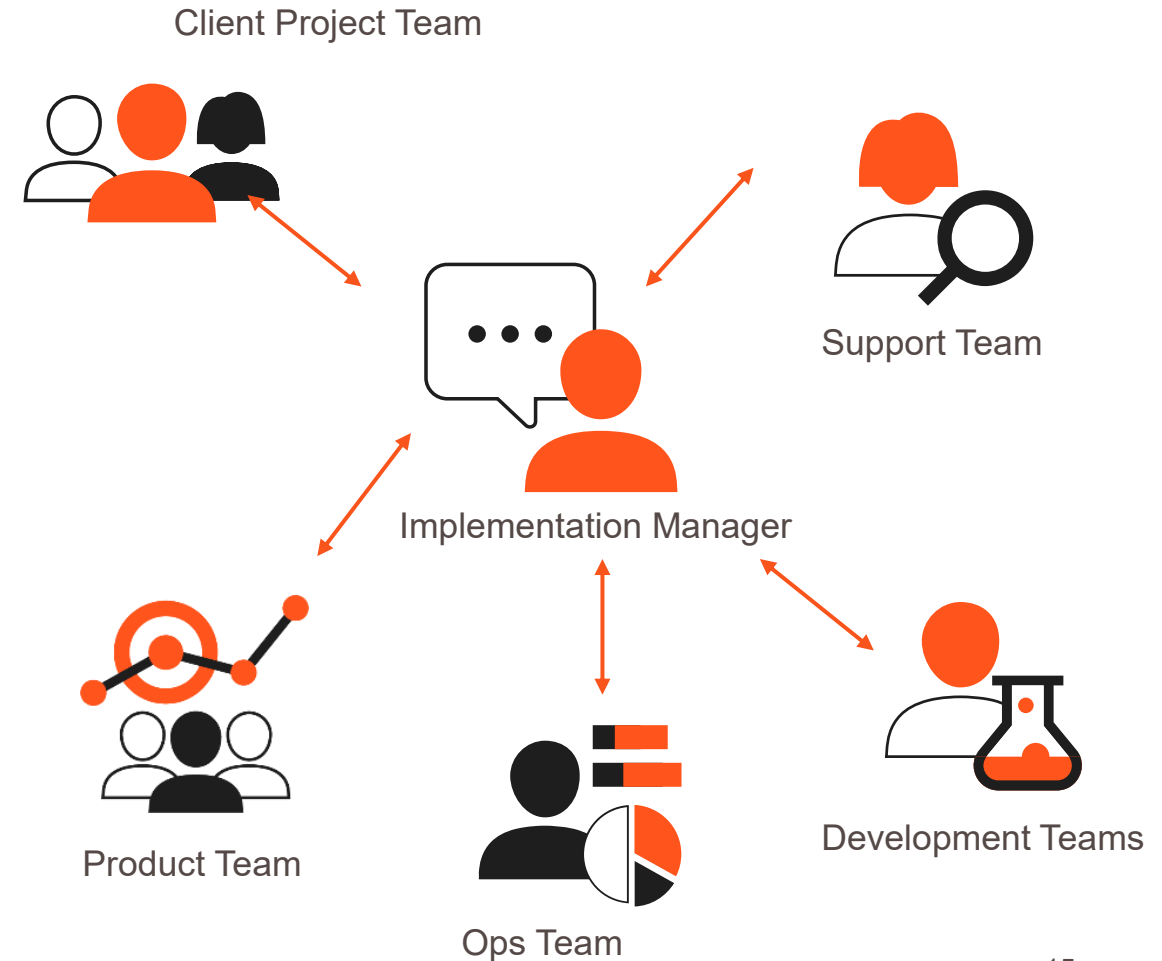 Client Project Team
Support Team
Implementation Manager
Product Team
Development Teams
Ops Team